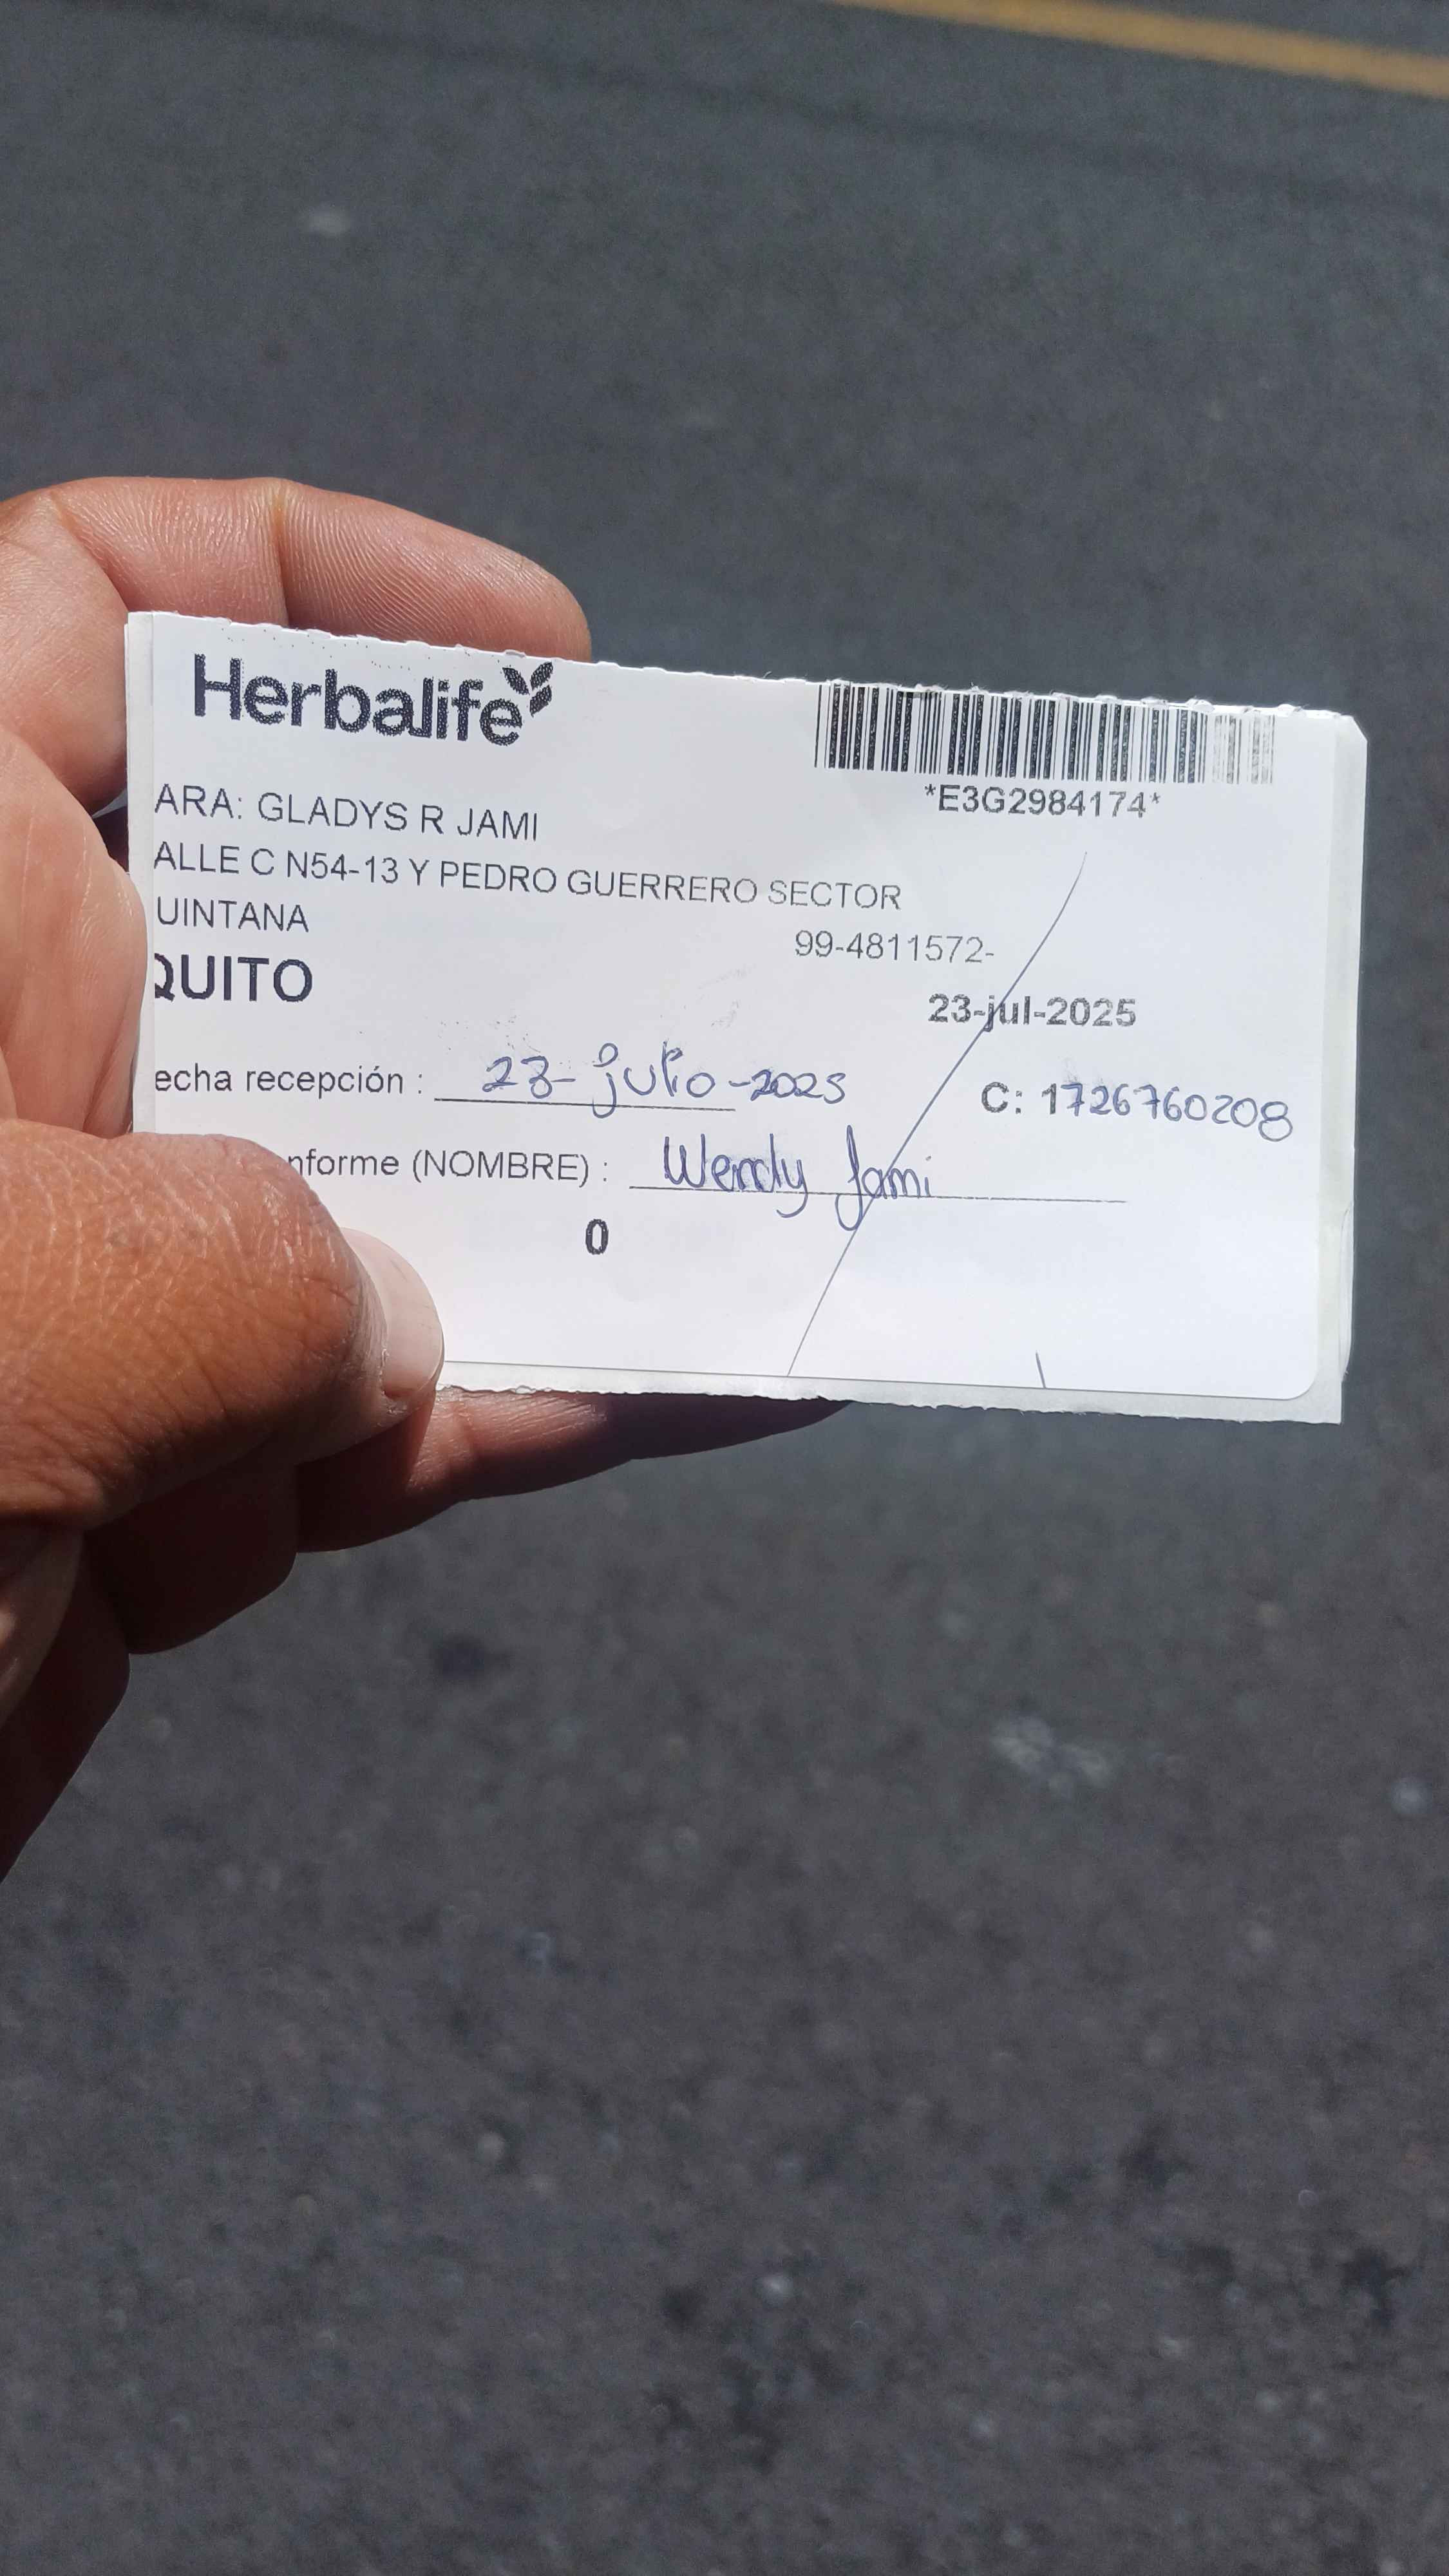 Herbalife
*E3G2984174*
ARA: GLADYS R JAMI
ALLE C N54-13 Y PEDRO GUERRERO SECTOR
UINTANA
99-4811572-
QUITO
23-jul-2025
echa recepción : 23-julio-2025
C: 1726760208
nforme (NOMBRE) : Wendy Jami
0